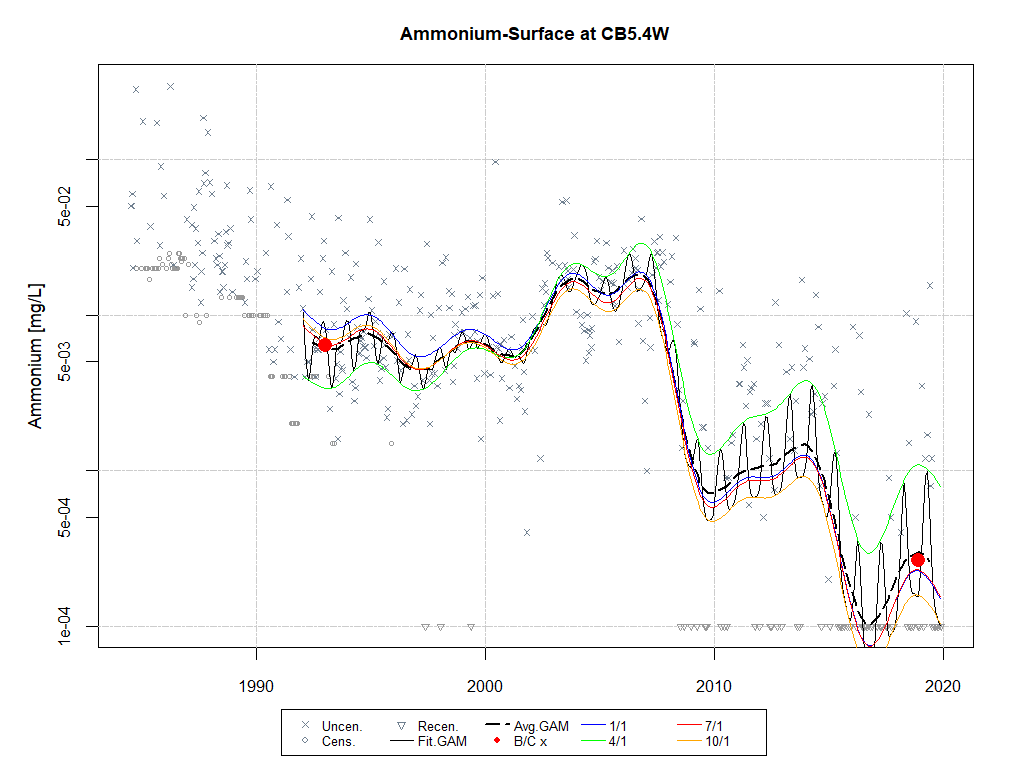 Ammonium-Surface at CB5.4W
Ammonium [mg/L]
5e-02
5e-03
5e-04
1e-04
1990 2000 2010 2020
Uncen. Recen. Avg.GAM 1/1 7/1
Cens. Fit.GAM B/C x 4/1 10/1